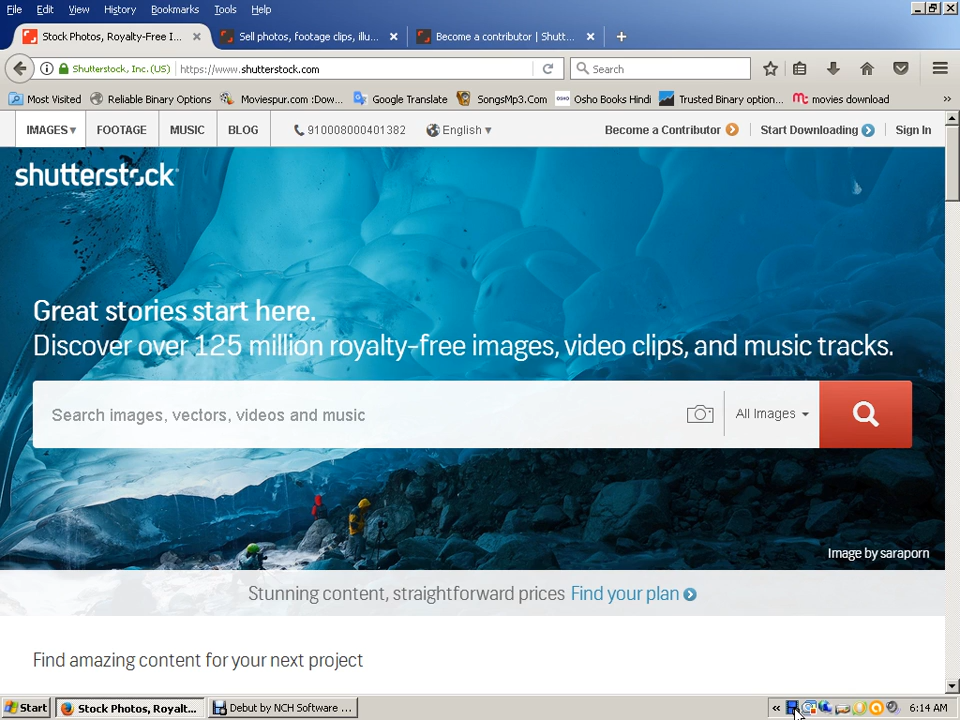 File Edit View History Bookmarks Tools Help
Stock Photos, Royalty-Free I... Sell photos, footage clips, illu... Become a contributor | Shutt...
Shutterstock, Inc. (US) https://www.shutterstock.com Search
Most Visited Reliable Binary Options Moviespur.com :Dow... Google Translate SongsMp3.Com Osho Books Hindi Trusted Binary option... movies download
IMAGES FOOTAGE MUSIC BLOG 910008000401382 English Become a Contributor Start Downloading Sign In
shutterstock
Great stories start here.
Discover over 125 million royalty-free images, video clips, and music tracks.
Search images, vectors, videos and music All Images
Image by saraporn
Stunning content, straightforward prices Find your plan
Find amazing content for your next project
Start Stock Photos, Royalt... Debut by NCH Software ... 6:14 AM